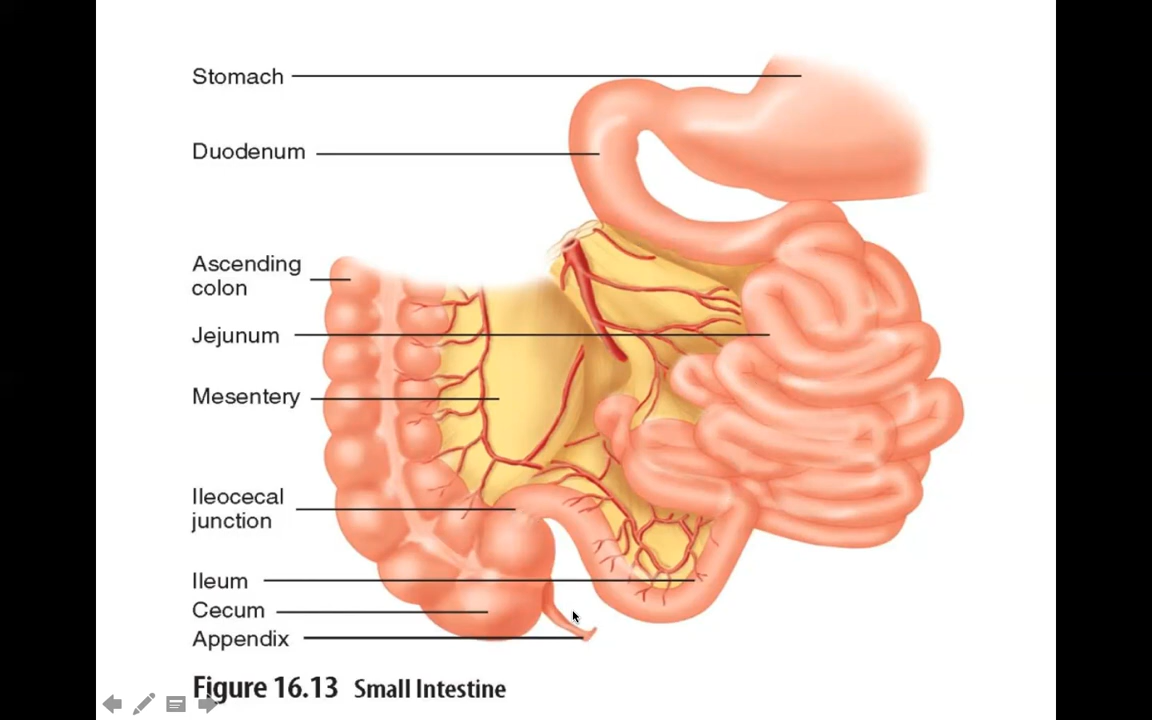 Stomach
Duodenum
Ascending
colon
Jejunum
Mesentery
Ileocecal
junction
Ileum
Cecum
Appendix
Figure 16.13 Small Intestine